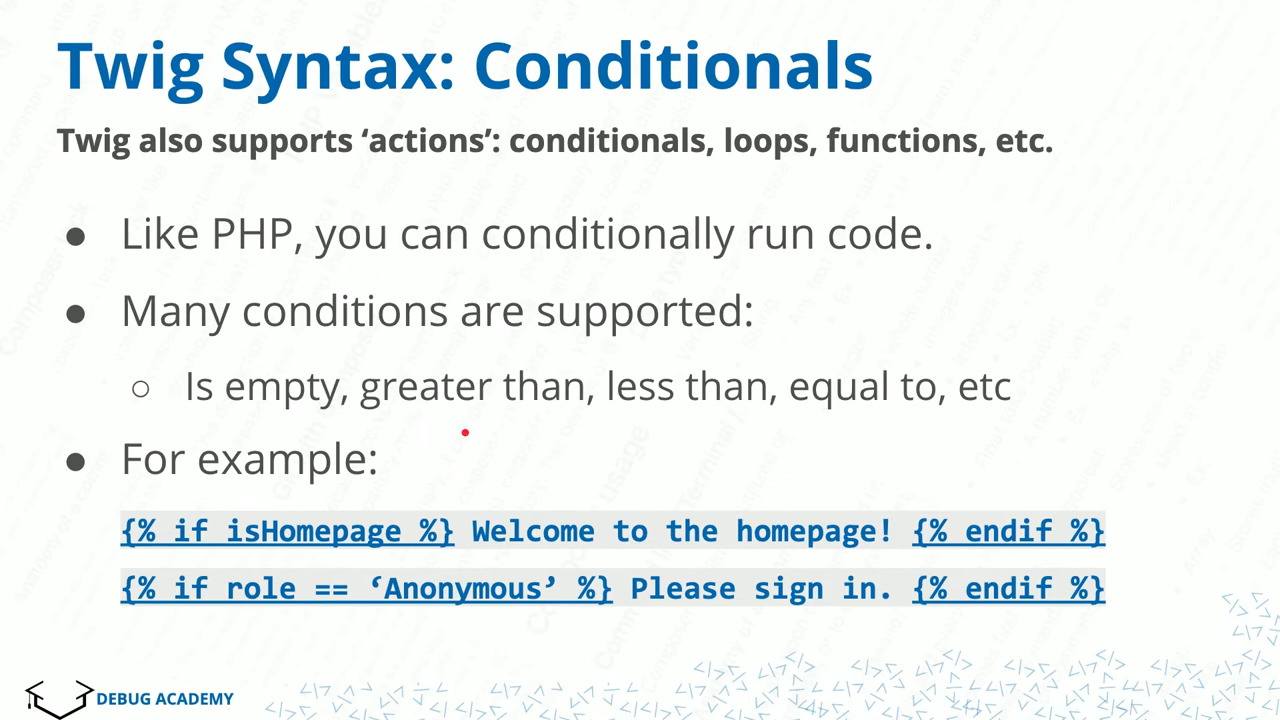 Twig Syntax: Conditionals
Twig also supports ‘actions’: conditionals, loops, functions, etc.
● Like PHP, you can conditionally run code.
● Many conditions are supported:
○ Is empty, greater than, less than, equal to, etc
● For example:
{% if isHomepage %} Welcome to the homepage! {% endif %}
{% if role == ‘Anonymous’ %} Please sign in. {% endif %}
DEBUG ACADEMY